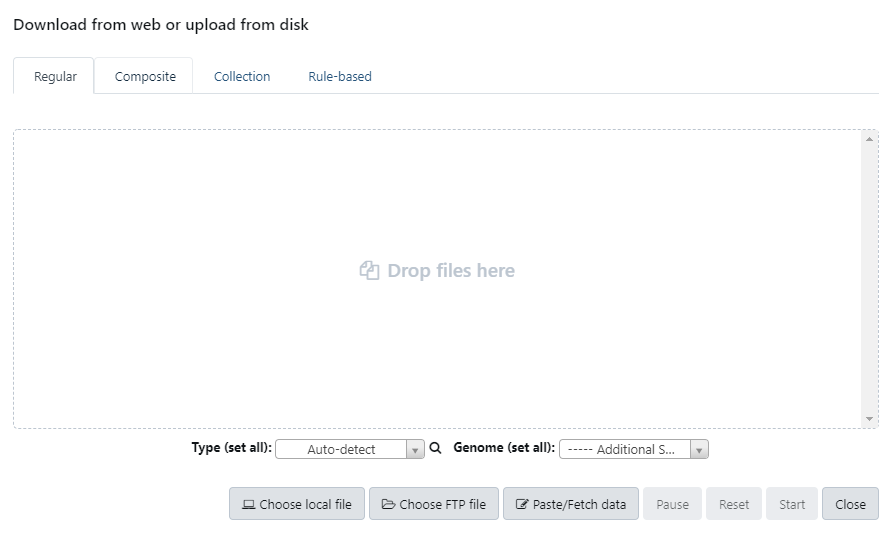 Download from web or upload from disk
Regular Composite Collection Rule-based
Drop files here
Type (set all): Auto-detect Genome (set all): ----- Additional S...
Choose local file Choose FTP file Paste/Fetch data Pause Reset Start Close